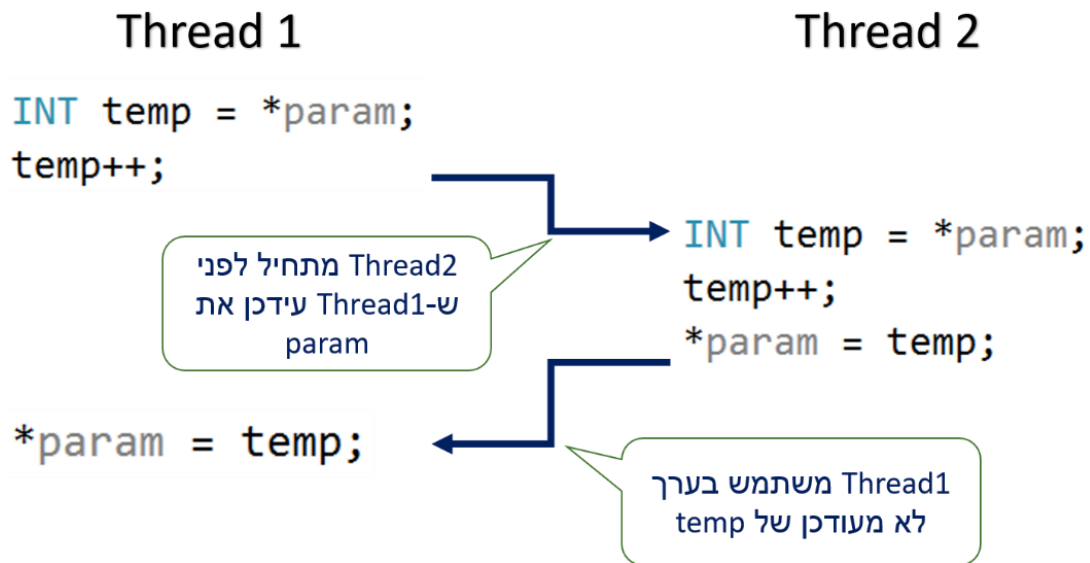 Thread 1
Thread 2
INT temp = *param;
temp++;
Thread2 מתחיל לפני
ש-Thread1 עידכן את
param
INT temp = *param;
temp++;
*param = temp;
*param = temp;
Thread1 משתמש בערך
לא מעודכן של temp